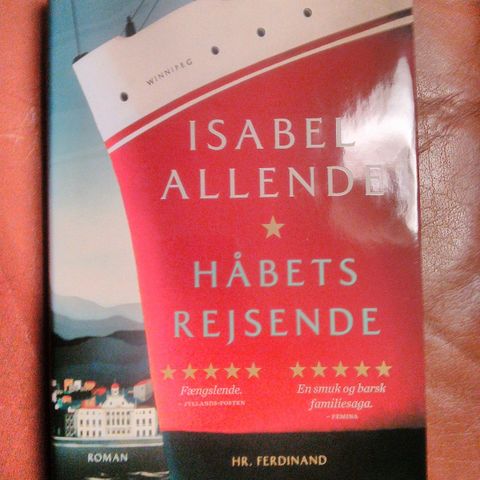 WINNIPEG
ISABEL
ALLENDE
HÅBETS
REJSENDE
Fængslende.
– JYLLANDS-POSTEN
En smuk og barsk
familiesaga.
– FEMINA
ROMAN
HR. FERDINAND